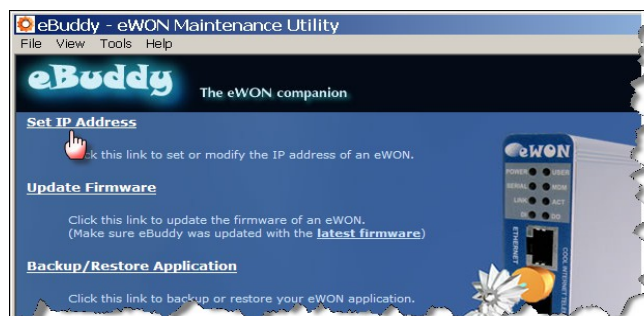 eBuddy - eWON Maintenance Utility
File View Tools Help
eBuddy The eWON companion
Set IP Address
Click this link to set or modify the IP address of an eWON.
Update Firmware
Click this link to update the firmware of an eWON.
(Make sure eBuddy was updated with the latest firmware)
Backup/Restore Application
Click this link to backup or restore your eWON application.
eWON
POWER USER
SERIAL MDM
LINK ACT
DI DO
ETHERNET
COOL INTERNET